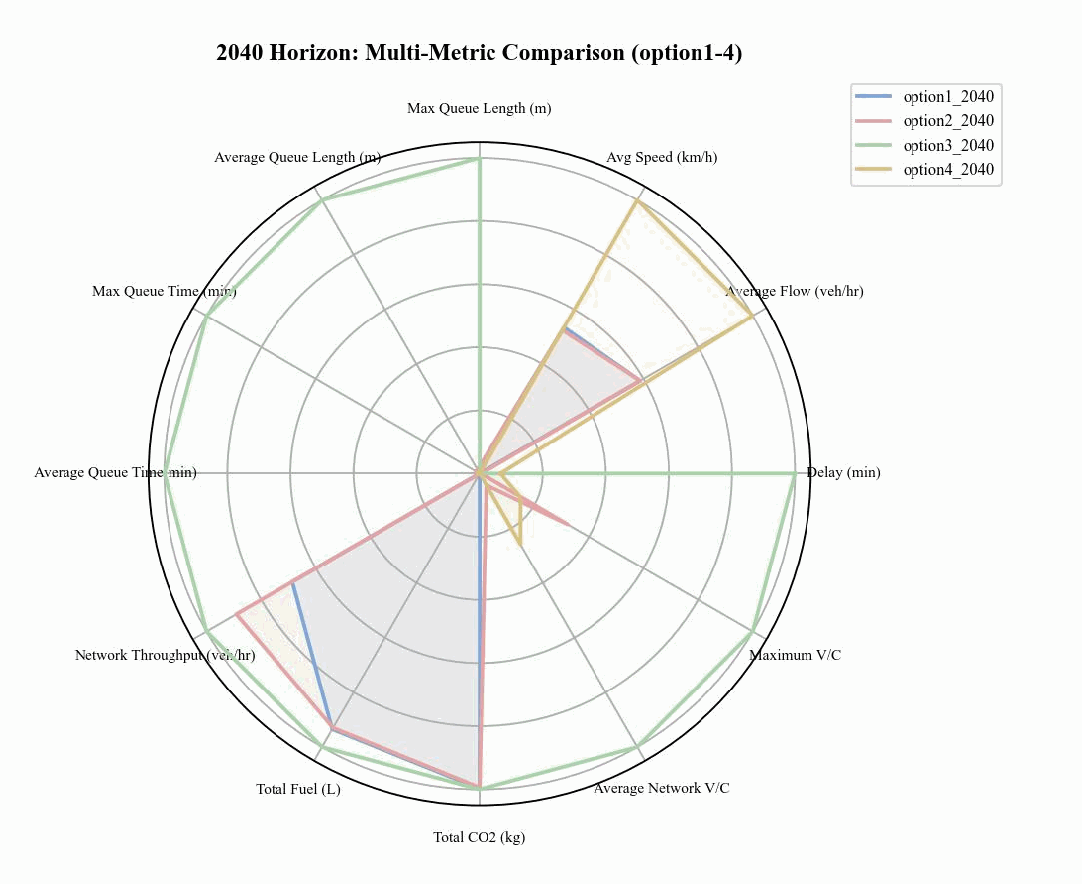 2040 Horizon: Multi-Metric Comparison (option1-4)
option1_2040
option2_2040
option3_2040
option4_2040
Max Queue Length (m)
Average Queue Length (m)
Avg Speed (km/h)
Max Queue Time (min)
Average Flow (veh/hr)
Average Queue Time(min)
Delay (min)
Network Throughput (veh/hr)
Maximum V/C
Total Fuel (L)
Average Network V/C
Total CO2 (kg)